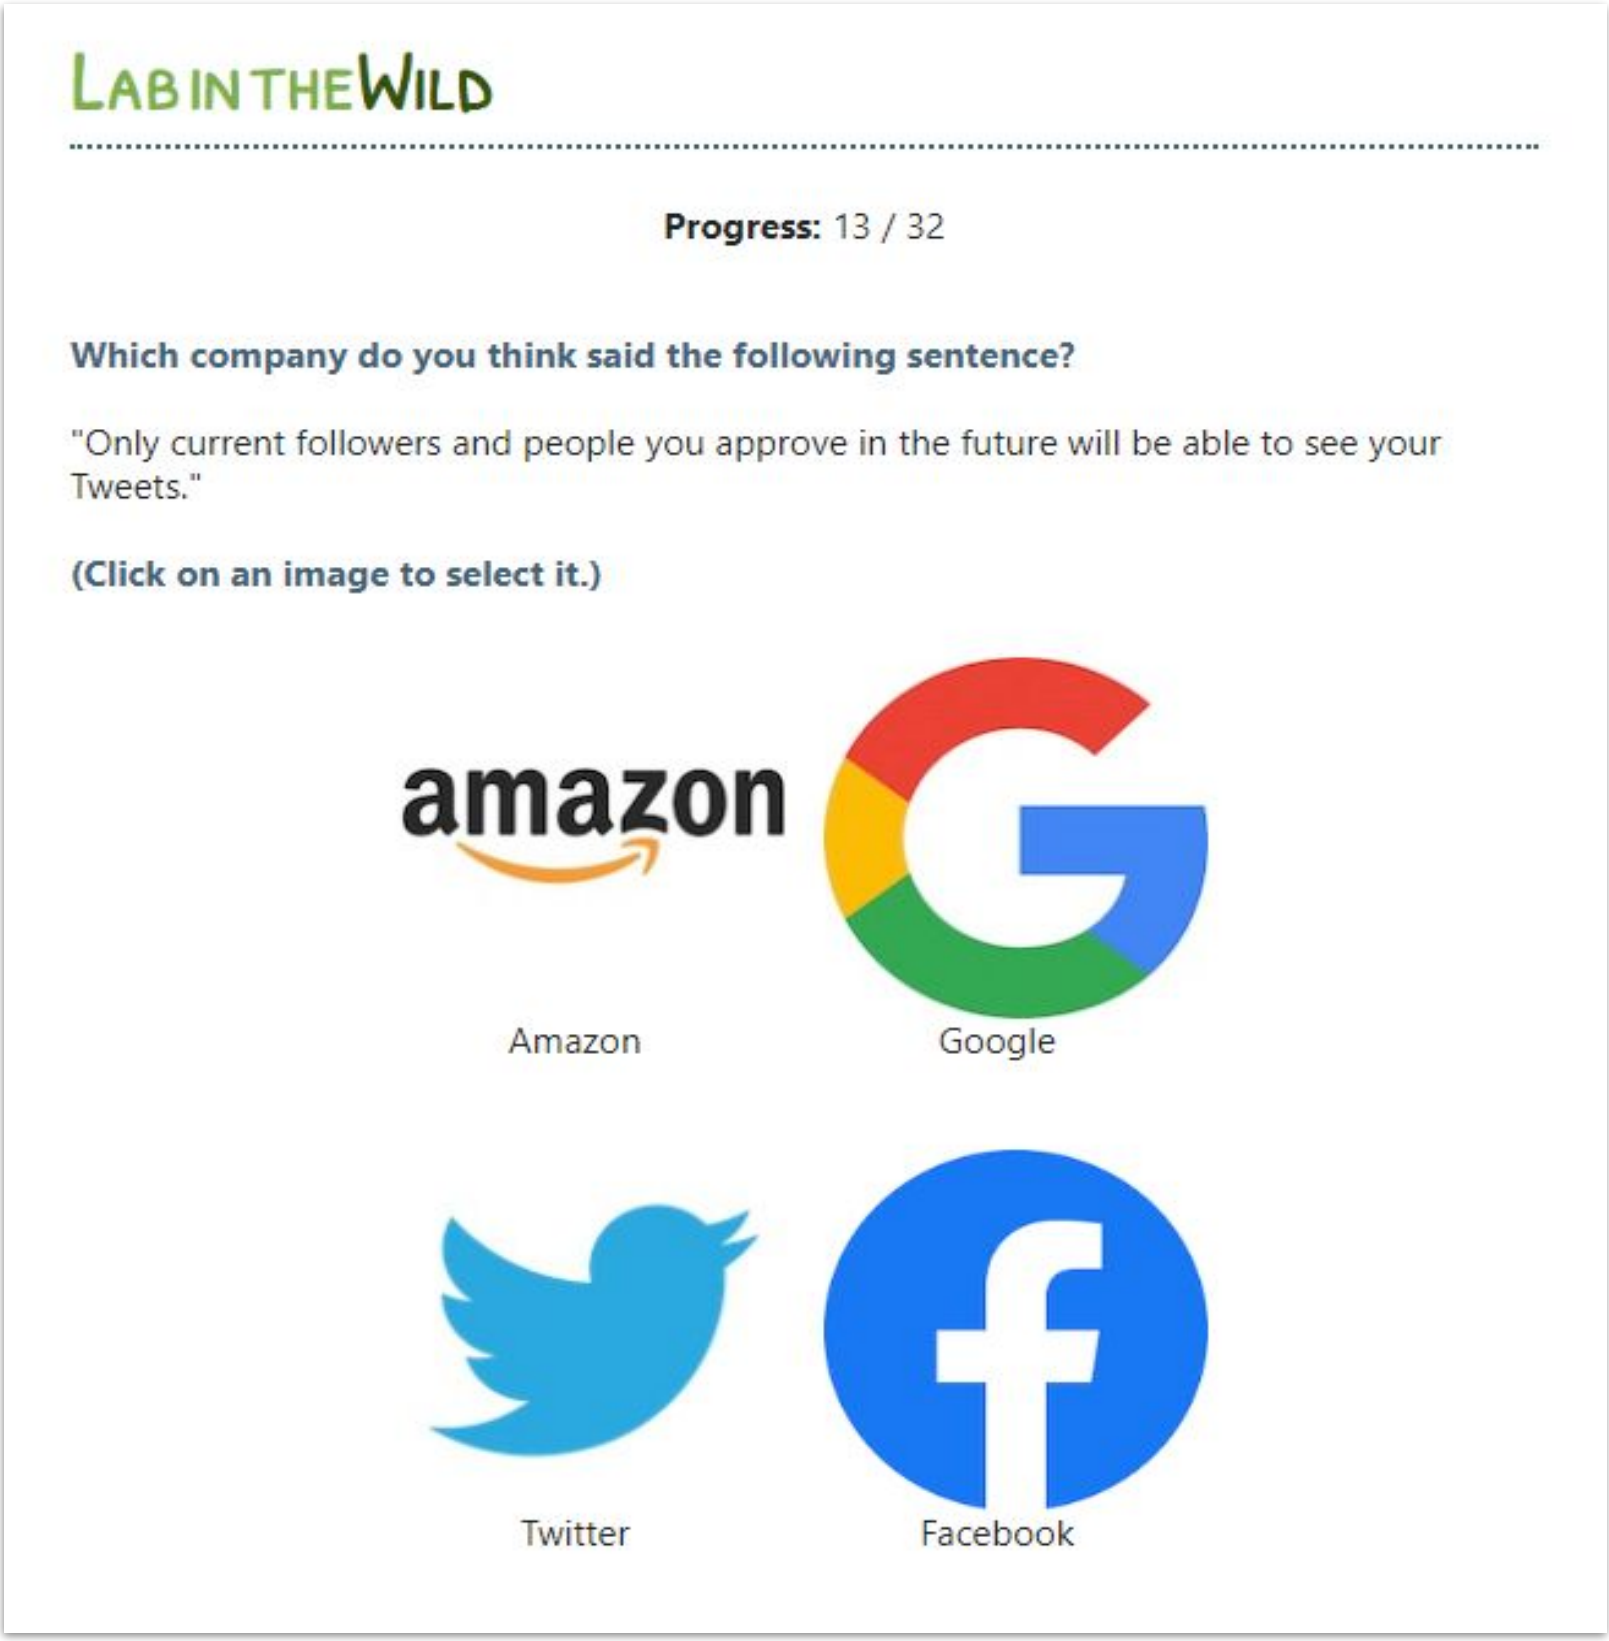 LAB IN THE WILD
Progress: 13 / 32
Which company do you think said the following sentence?
"Only current followers and people you approve in the future will be able to see your
Tweets."
(Click on an image to select it.)
amazon
Amazon
Google
Twitter
Facebook